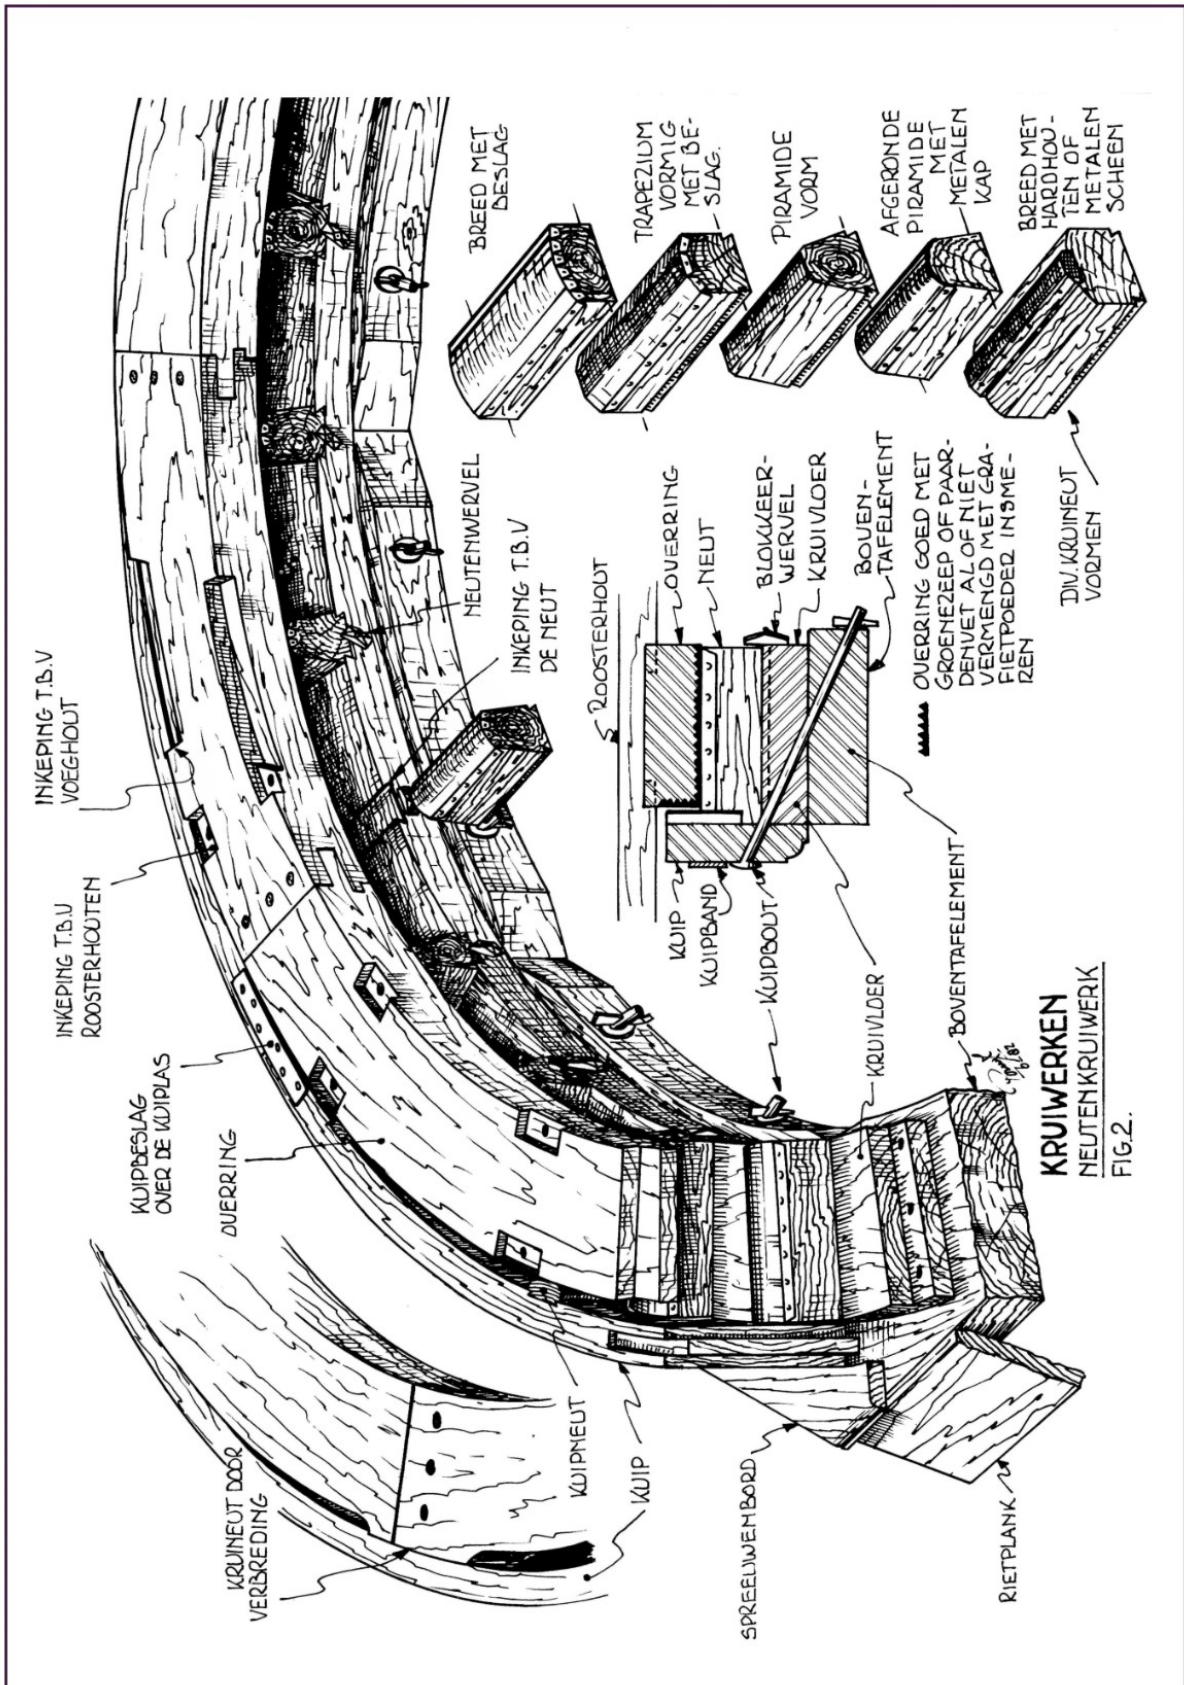 INKEPING T.B.V
VOEGHOUT
INKEPING T.B.V
ROOSTERHOUTEN
KUIPBESLAG
OVER DE KUIPLAS
OVERRING
KRUINEUT DOOR
VERBREDING
KUIPNEUT
KUIP
SPREEUWENBORD
RIETPLANK
NEUTENWERVEL
INKEPING T.B.V
DE NEUT
ROOSTERHOUT
OVERRING
NEUT
BLOKKEER-
WERVEL
KRUIVLOER
BOVEN-
TAFELEMENT
KUIP
KUIPBAND
KUIPBOUT
KRUIVLOER
BOVENTAFELEMENT
OVERRING GOED MET
GROENEZEEP OF PAAR-
DENVET AL OF NIET
VERMENGD MET GRA-
FIETPOEDER INSME-
REN
BREED MET
BESLAG
TRAPEZIUM
VORMIG
MET BE-
SLAG.
PIRAMIDE
VORM
AFGERONDE
PIRAMIDE
MET
METALEN
KAP
BREED MET
HARDHOU-
TEN OF
METALEN
SCHEEN
DIV. KRUINEUT
VORMEN
KRUIWERKEN
NEUTENKRUIWERK
FIG.2.